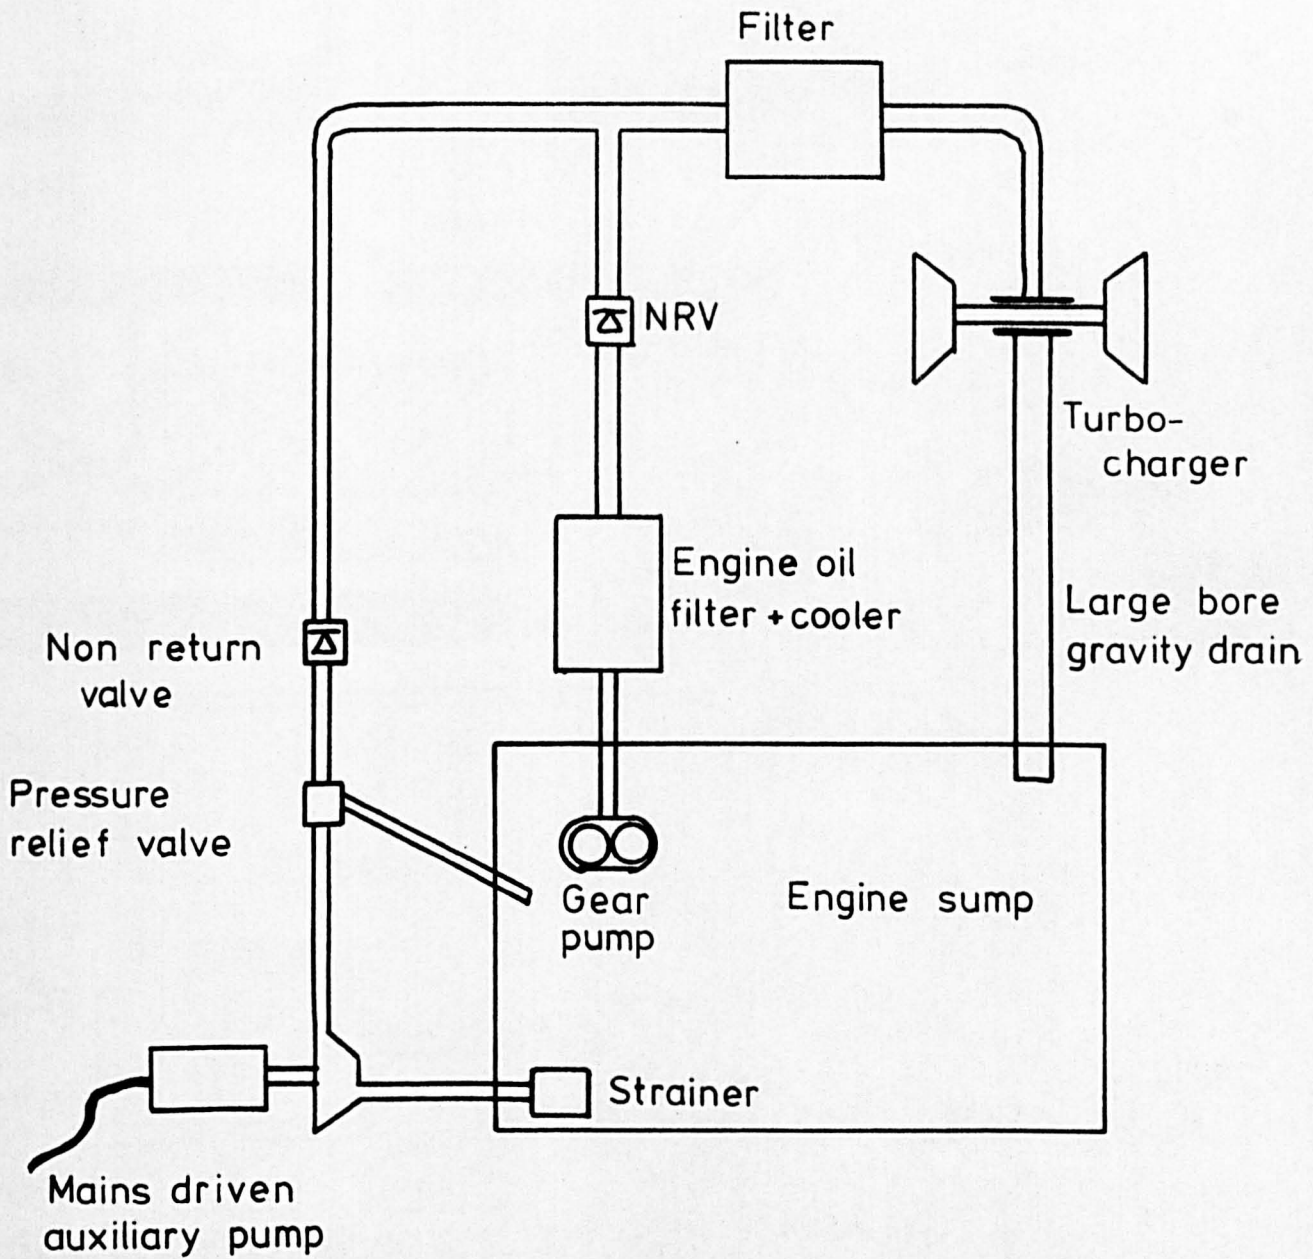 Filter
NRV
Turbo-
charger
Engine oil
filter + cooler
Large bore
gravity drain
Non return
valve
Pressure
relief valve
Gear
pump
Engine sump
Strainer
Mains driven
auxiliary pump